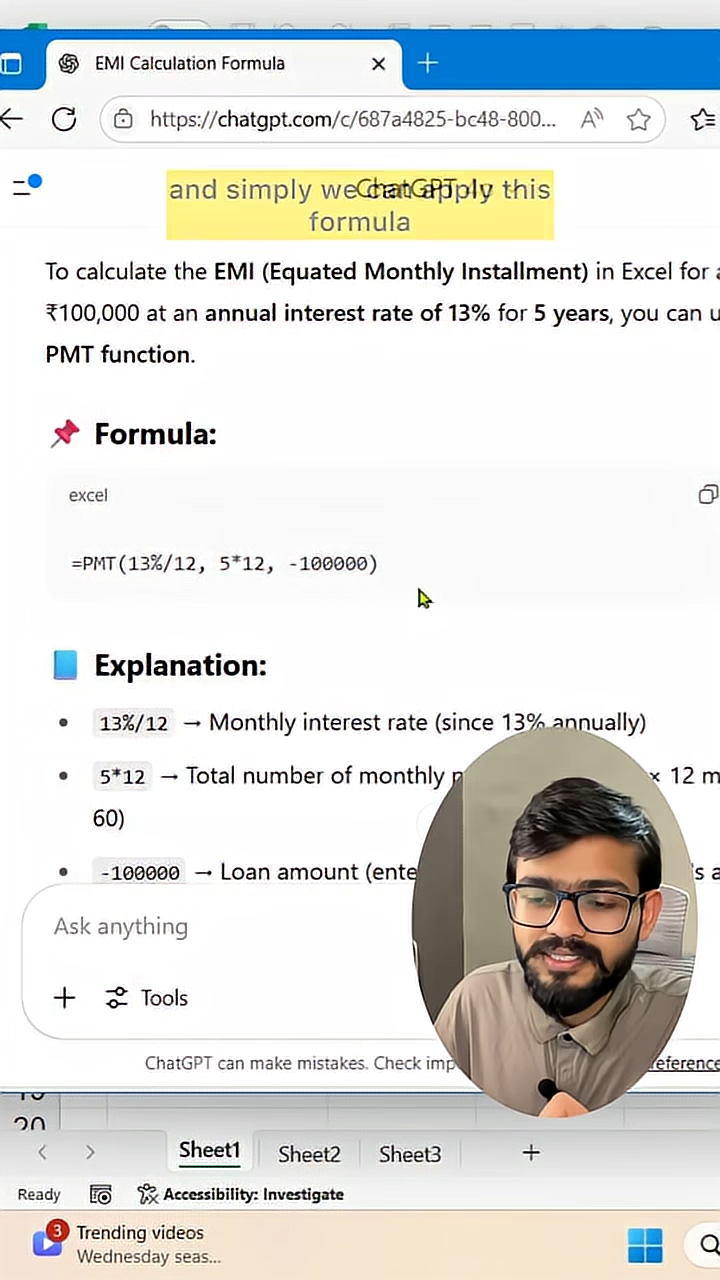 EMI Calculation Formula
https://chatgpt.com/c/687a4825-bc48-800...
and simply we can apply this
formula
To calculate the EMI (Equated Monthly Installment) in Excel for a
₹100,000 at an annual interest rate of 13% for 5 years, you can u
PMT function.
📌 Formula:
excel
=PMT(13%/12, 5*12, -100000)
📘 Explanation:
• 13%/12 → Monthly interest rate (since 13% annually)
• 5*12 → Total number of monthly × 12 m
60)
• -100000 → Loan amount (ente
Ask anything
Tools
ChatGPT can make mistakes. Check imp
20
Sheet1 Sheet2 Sheet3
Ready Accessibility: Investigate
3 Trending videos
Wednesday seas...